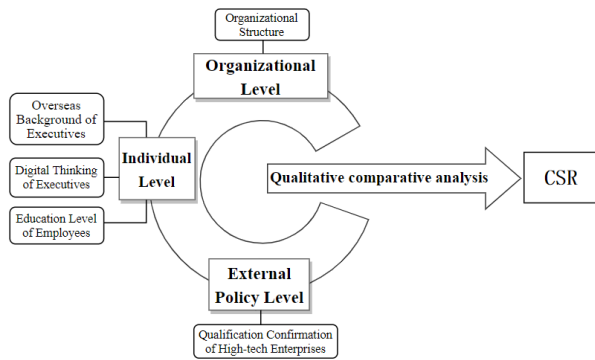 Organizational
Structure
Organizational
Level
Overseas
Background of
Executives
Digital Thinking
of Executives
Education Level
of Employees
Individual
Level
Qualitative comparative analysis
CSR
External
Policy Level
Qualification Confirmation
of High-tech Enterprises